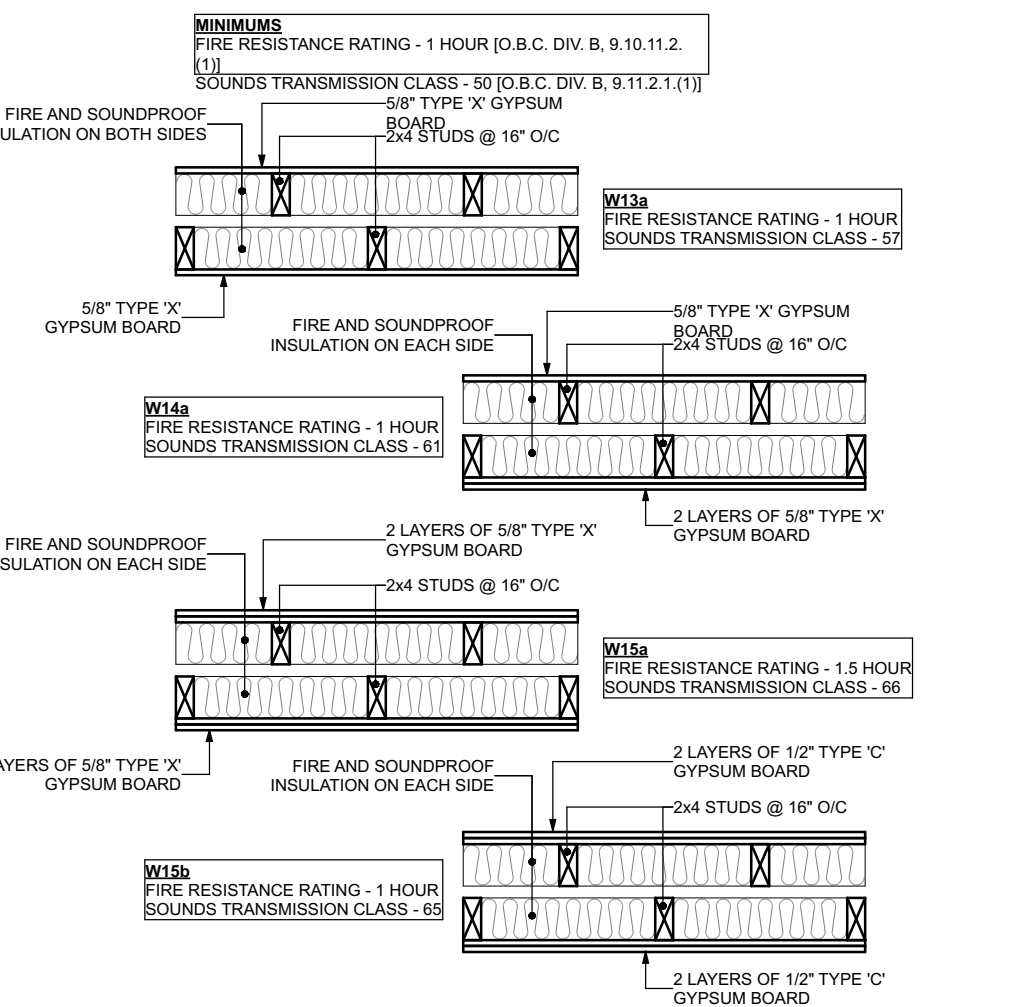 MINIMUMS
FIRE RESISTANCE RATING - 1 HOUR [O.B.C. DIV. B, 9.10.11.2.
(1)]
SOUNDS TRANSMISSION CLASS - 50 [O.B.C. DIV. B, 9.11.2.1.(1)]
FIRE AND SOUNDPROOF
ULATION ON BOTH SIDES
5/8" TYPE 'X' GYPSUM
BOARD
2x4 STUDS @ 16" O/C
W13a
FIRE RESISTANCE RATING - 1 HOUR
SOUNDS TRANSMISSION CLASS - 57
5/8" TYPE 'X'
GYPSUM BOARD
FIRE AND SOUNDPROOF
INSULATION ON EACH SIDE
5/8" TYPE 'X' GYPSUM
BOARD
2x4 STUDS @ 16" O/C
W14a
FIRE RESISTANCE RATING - 1 HOUR
SOUNDS TRANSMISSION CLASS - 61
2 LAYERS OF 5/8" TYPE 'X'
GYPSUM BOARD
FIRE AND SOUNDPROOF
SULATION ON EACH SIDE
2 LAYERS OF 5/8" TYPE 'X'
GYPSUM BOARD
2x4 STUDS @ 16" O/C
W15a
FIRE RESISTANCE RATING - 1.5 HOUR
SOUNDS TRANSMISSION CLASS - 66
AYERS OF 5/8" TYPE 'X'
GYPSUM BOARD
FIRE AND SOUNDPROOF
INSULATION ON EACH SIDE
2 LAYERS OF 1/2" TYPE 'C'
GYPSUM BOARD
2x4 STUDS @ 16" O/C
W15b
FIRE RESISTANCE RATING - 1 HOUR
SOUNDS TRANSMISSION CLASS - 65
2 LAYERS OF 1/2" TYPE 'C'
GYPSUM BOARD